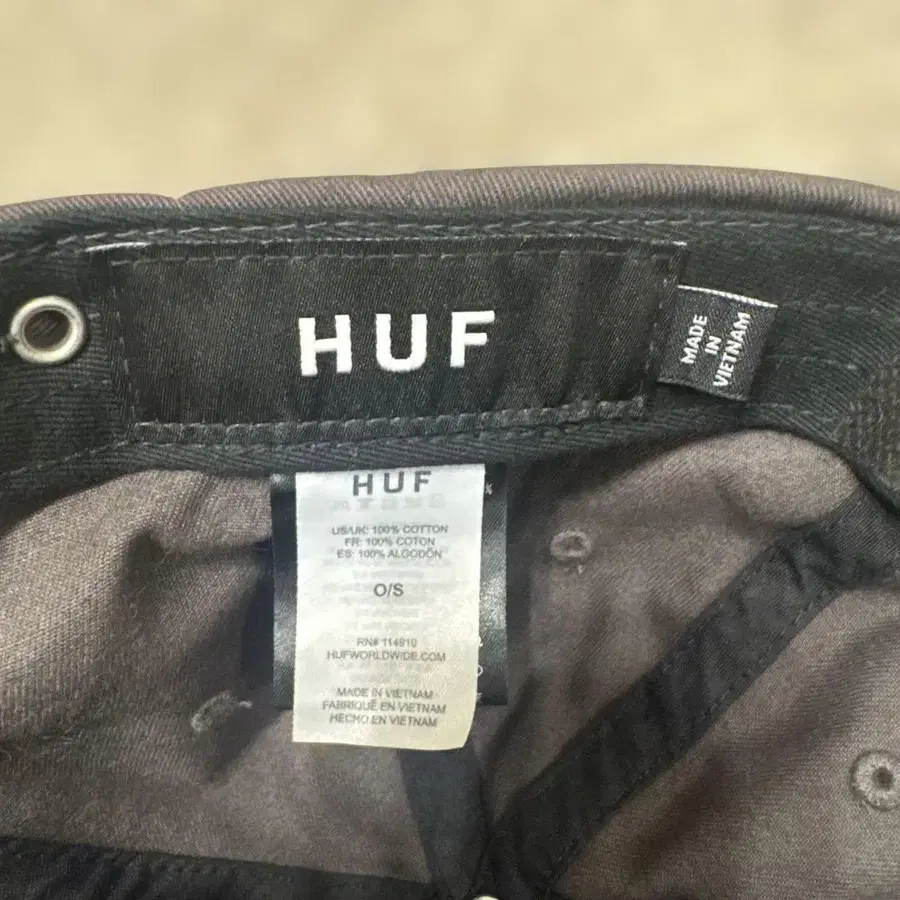 HUF
MADE
IN
VIETNAM
HUF
US/UK: 100% COTTON
FR: 100% COTON
ES: 100% ALGODÓN
O/S
RN# 114910
HUFWORLDWIDE.COM
MADE IN VIETNAM
FABRIQUÉ EN VIETNAM
HECHO EN VIETNAM